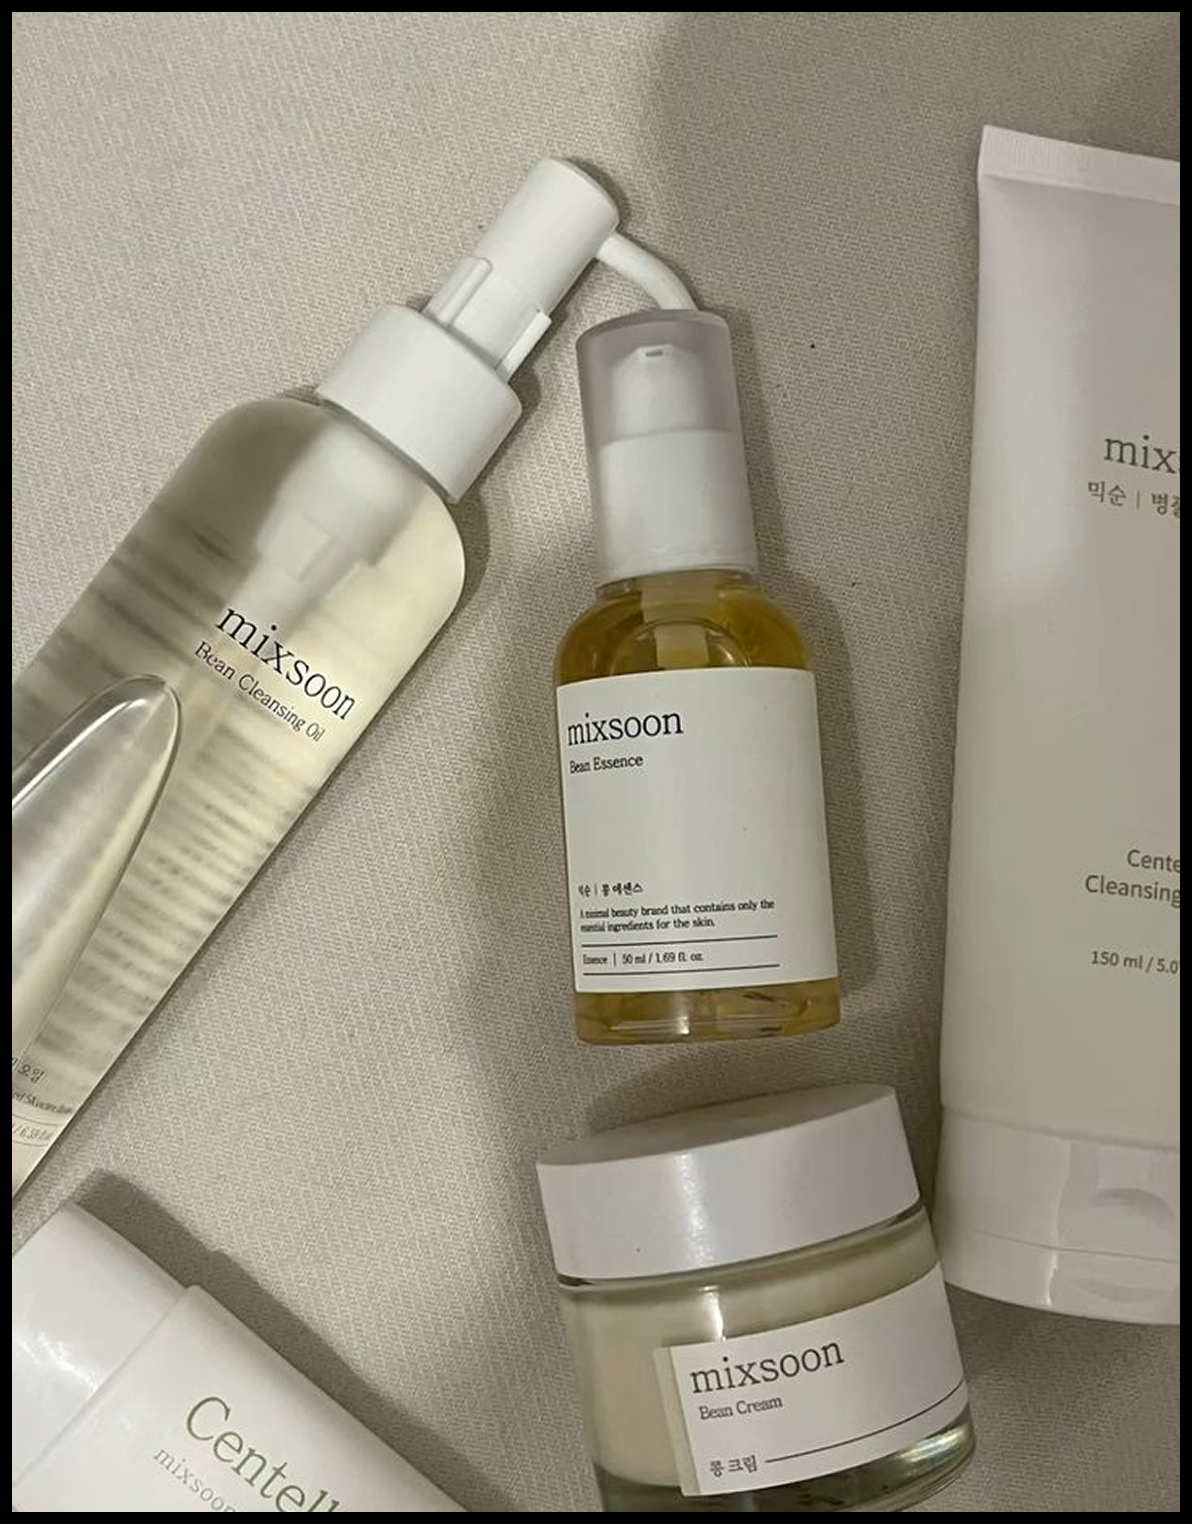 mixsoon
Bean Cleansing Oil
오일
mixsoon
Bean Essence
믹순 | 콩 에센스
A minimal beauty brand that contains only the
essential ingredients for the skin.
Essence | 50 ml / 1.69 fl. oz.
mix
믹순 | 병
Cente
Cleansing
150 ml / 5.0
mixsoon
Bean Cream
콩 크림
Centell
mixsoon